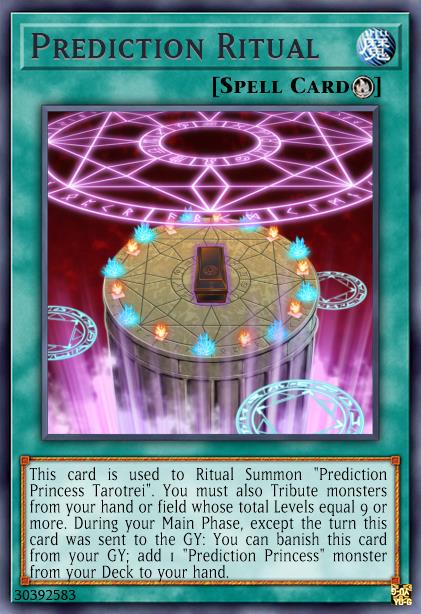 Prediction Ritual
[Spell Card]
This card is used to Ritual Summon "Prediction
Princess Tarotrei". You must also Tribute monsters
from your hand or field whose total Levels equal 9 or
more. During your Main Phase, except the turn this
card was sent to the GY: You can banish this card
from your GY; add 1 "Prediction Princess" monster
from your Deck to your hand.
30392583